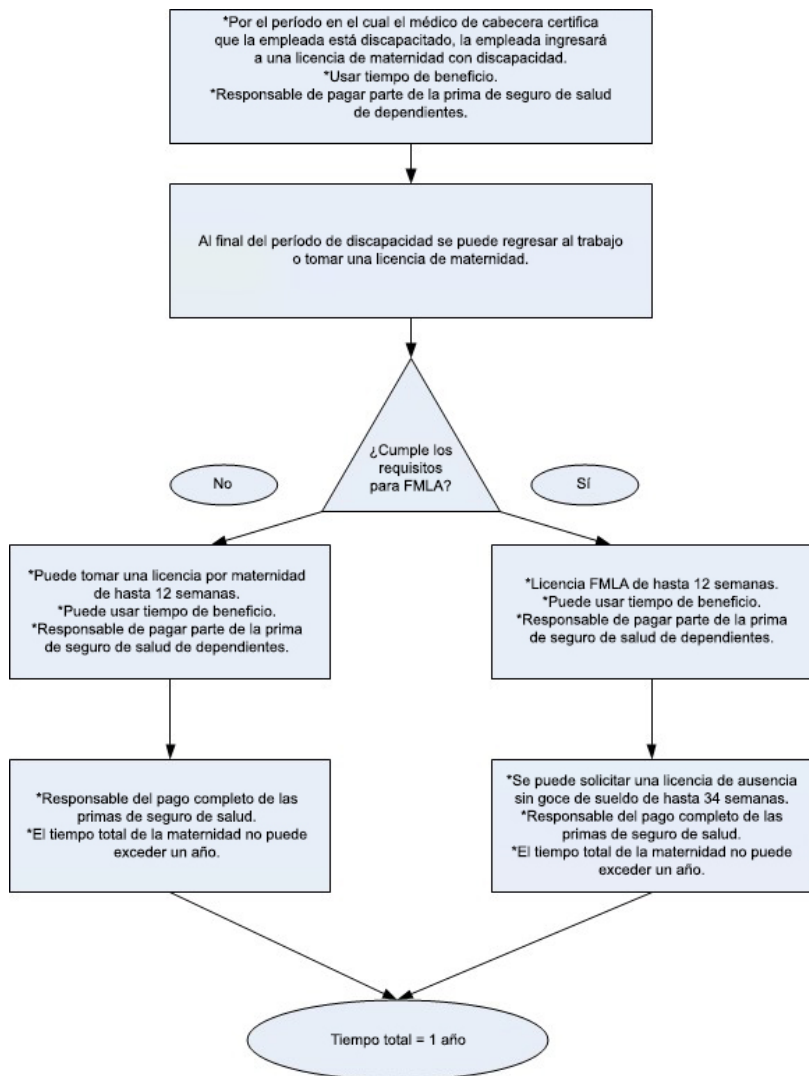 *Por el período en el cual el médico de cabecera certifica
que la empleada está discapacitado, la empleada ingresará
a una licencia de maternidad con discapacidad.
*Usar tiempo de beneficio.
*Responsable de pagar parte de la prima de seguro de salud
de dependientes.
Al final del período de discapacidad se puede regresar al trabajo
o tomar una licencia de maternidad.
¿Cumple los
requisitos
para FMLA?
No
Sí
*Puede tomar una licencia por maternidad
de hasta 12 semanas.
*Puede usar tiempo de beneficio.
*Responsable de pagar parte de la prima
de seguro de salud de dependientes.
*Licencia FMLA de hasta 12 semanas.
*Puede usar tiempo de beneficio.
*Responsable de pagar parte de la prima
de seguro de salud de dependientes.
*Responsable del pago completo de las
primas de seguro de salud.
*El tiempo total de la maternidad no puede
exceder un año.
*Se puede solicitar una licencia de ausencia
sin goce de sueldo de hasta 34 semanas.
*Responsable del pago completo de las
primas de seguro de salud.
*El tiempo total de la maternidad no puede
exceder un año.
Tiempo total = 1 año